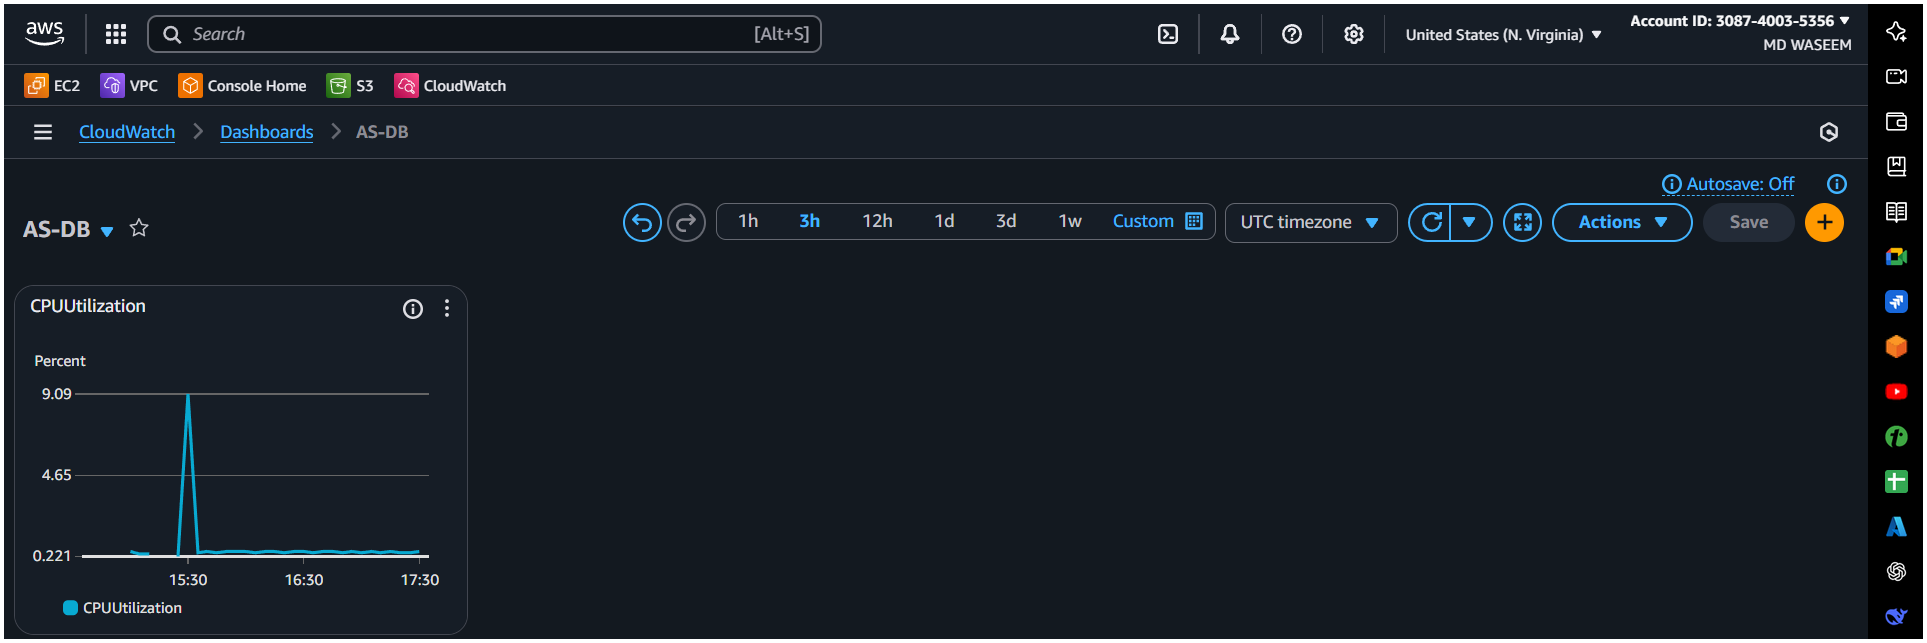 aws
Search [Alt+S]
United States (N. Virginia)
Account ID: 3087-4003-5356
MD WASEEM
EC2 VPC Console Home S3 CloudWatch
CloudWatch Dashboards AS-DB
Autosave: Off
AS-DB
1h 3h 12h 1d 3d 1w Custom
UTC timezone
Actions
Save
CPUUtilization
Percent
9.09
4.65
0.221
15:30 16:30 17:30
CPUUtilization